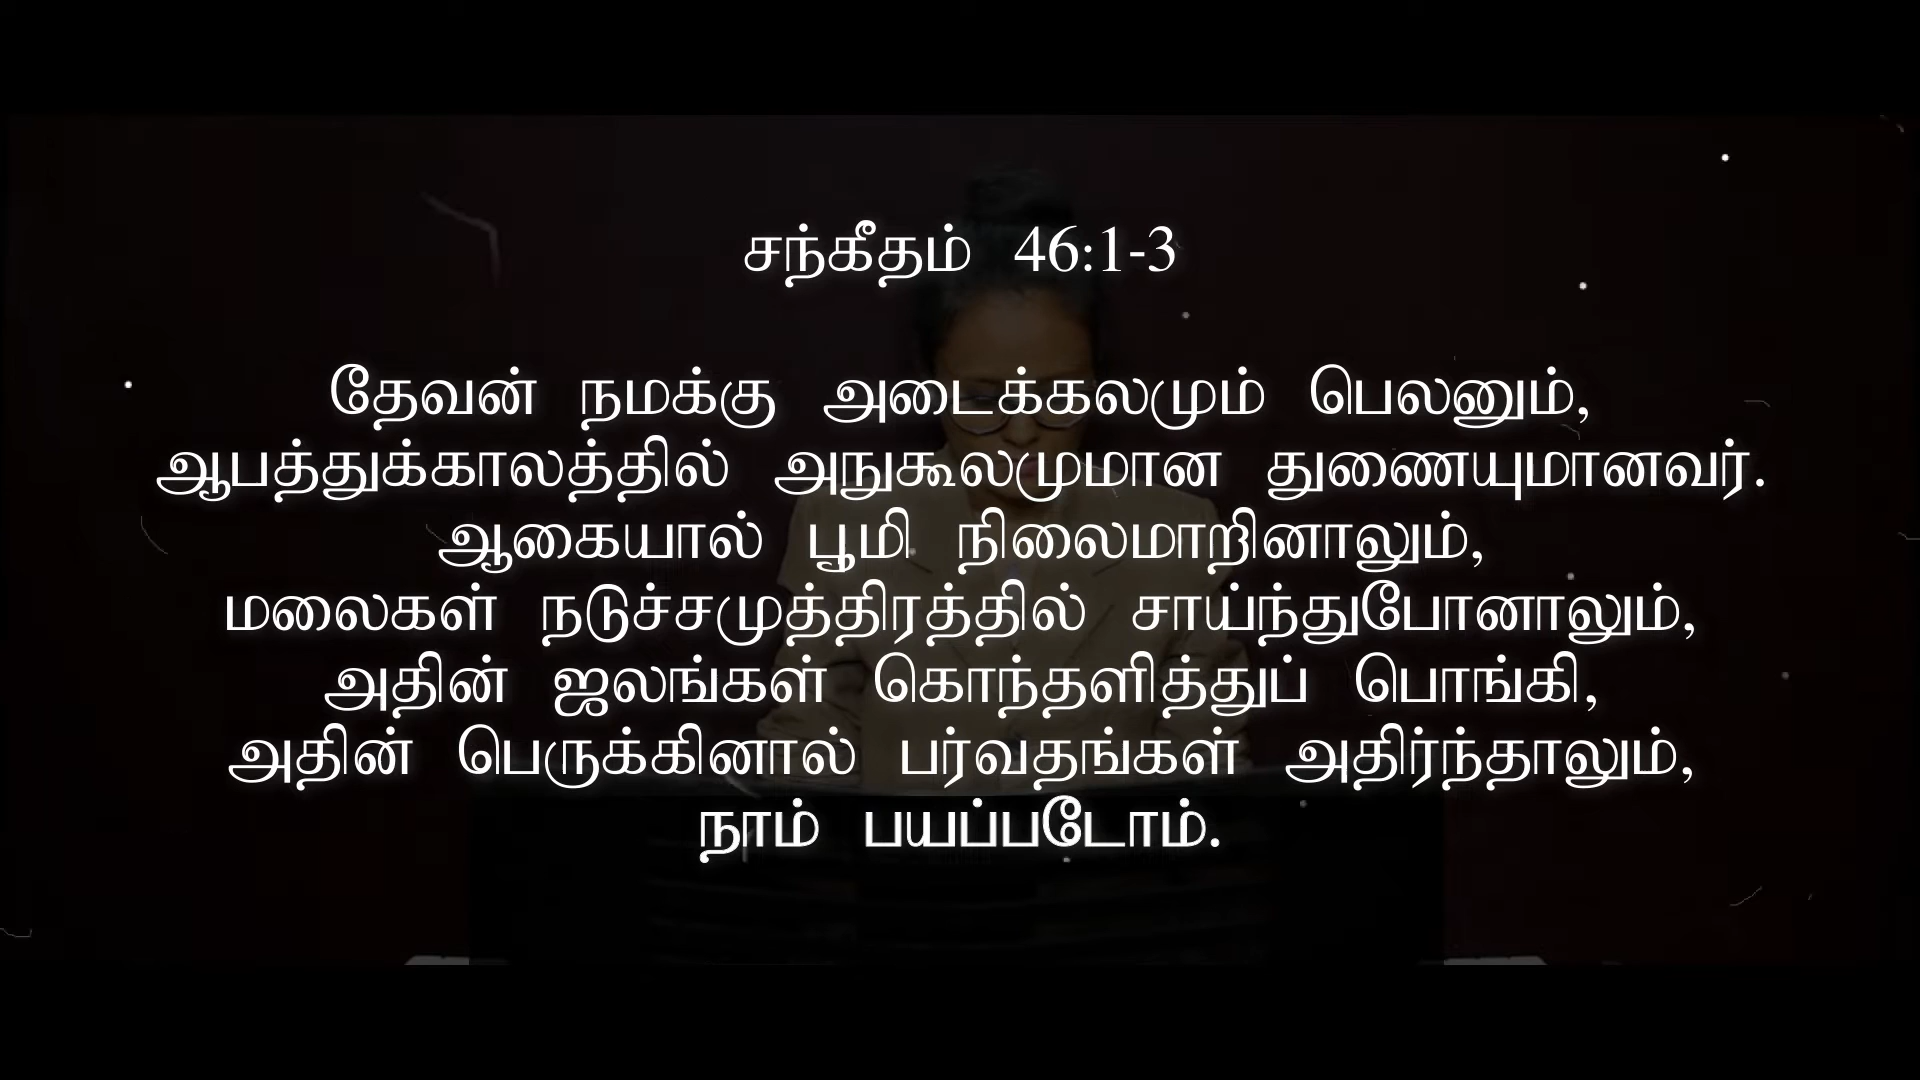 சந்கீதம் 46:1-3
தேவன் நமக்கு அடைக்கலமும் பெலனும்,
ஆபத்துக்காலத்தில் அநுகூலமுமான துணையுமானவர்.
ஆகையால் பூமி நிலைமாறினாலும்,
மலைகள் நடுச்சமுத்திரத்தில் சாய்ந்துபோனாலும்,
அதின் ஜலங்கள் கொந்தளித்துப் பொங்கி,
அதின் பெருக்கினால் பர்வதங்கள் அதிர்ந்தாலும்,
நாம் பயப்படோம்.